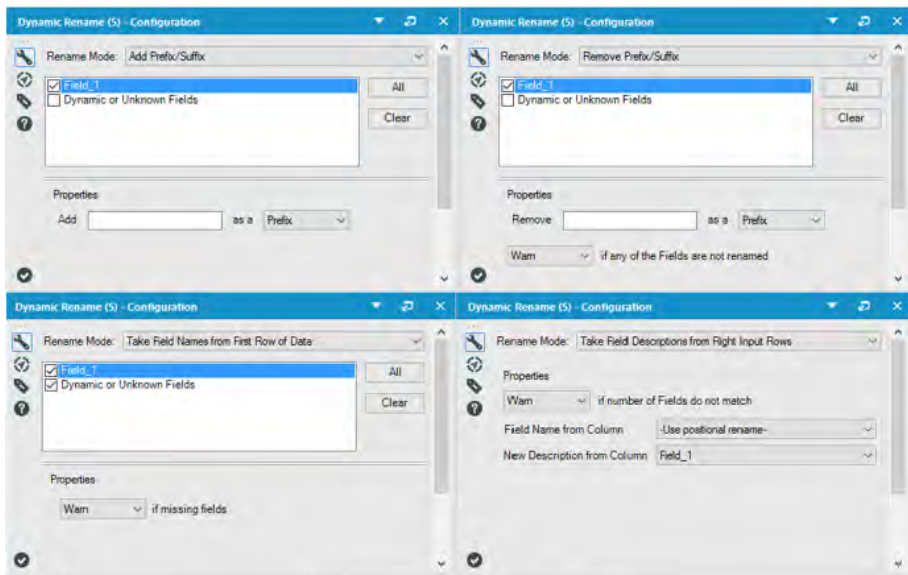 Dynamic Rename (5) - Configuration
Rename Mode: Add Prefix/Suffix
Field_1
All
Dynamic or Unknown Fields
Clear
Properties
Add as a Prefix
Dynamic Rename (5) - Configuration
Rename Mode: Remove Prefix/Suffix
Field_1
All
Dynamic or Unknown Fields
Clear
Properties
Remove as a Prefix
Warn if any of the Fields are not renamed
Dynamic Rename (5) - Configuration
Rename Mode: Take Field Names from First Row of Data
Field_1
All
Dynamic or Unknown Fields
Clear
Properties
Warn if missing fields
Dynamic Rename (5) - Configuration
Rename Mode: Take Field Descriptions from Right Input Rows
Properties
Warn if number of Fields do not match
Field Name from Column -Use positional rename-
New Description from Column Field_1